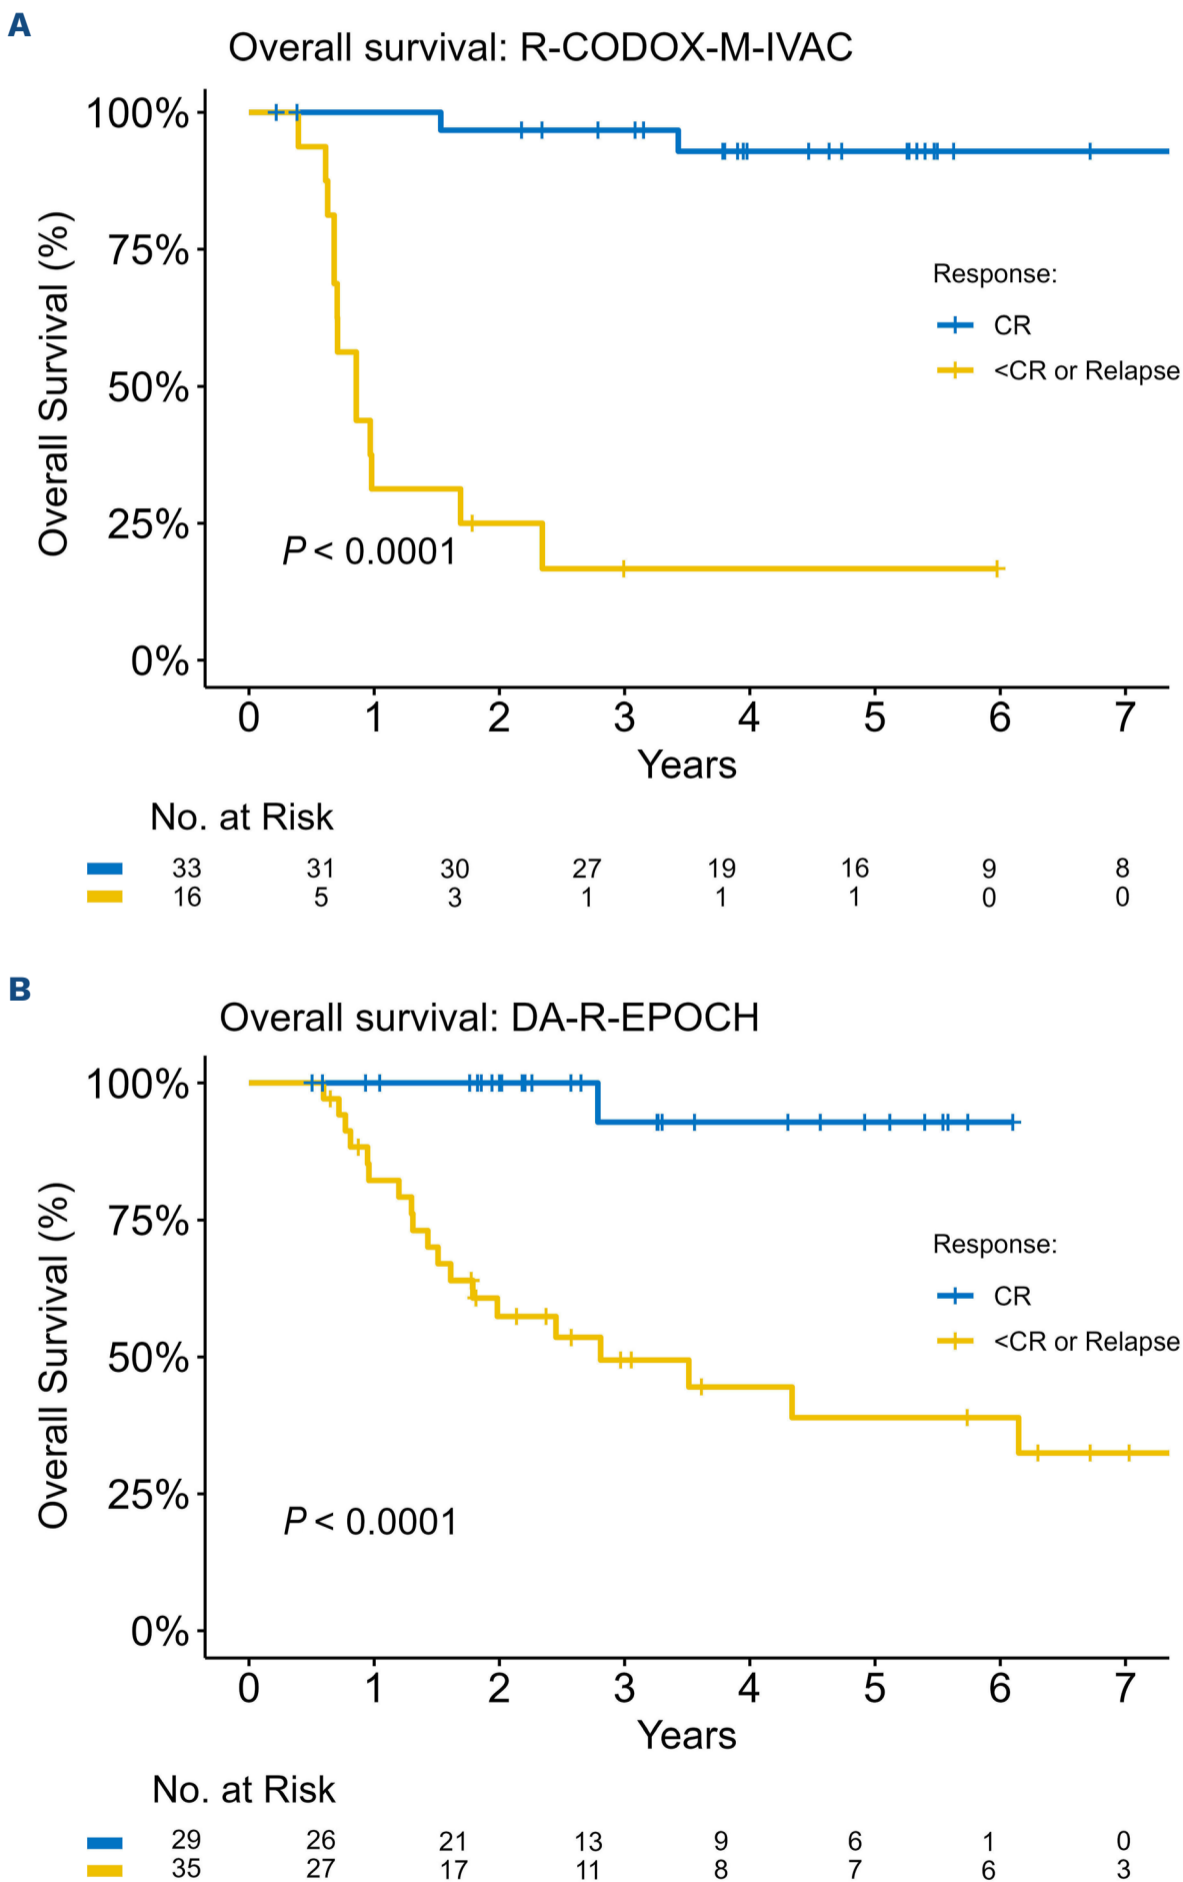 A
Overall survival: R-CODOX-M-IVAC
100%
75%
50%
25%
0%
Overall Survival (%)
Response:
CR
<CR or Relapse
P < 0.0001
0 1 2 3 4 5 6 7
Years
No. at Risk
33 31 30 27 19 16 9 8
16 5 3 1 1 1 0 0
B
Overall survival: DA-R-EPOCH
100%
75%
50%
25%
0%
Overall Survival (%)
Response:
CR
<CR or Relapse
P < 0.0001
0 1 2 3 4 5 6 7
Years
No. at Risk
29 26 21 13 9 6 1 0
35 27 17 11 8 7 6 3